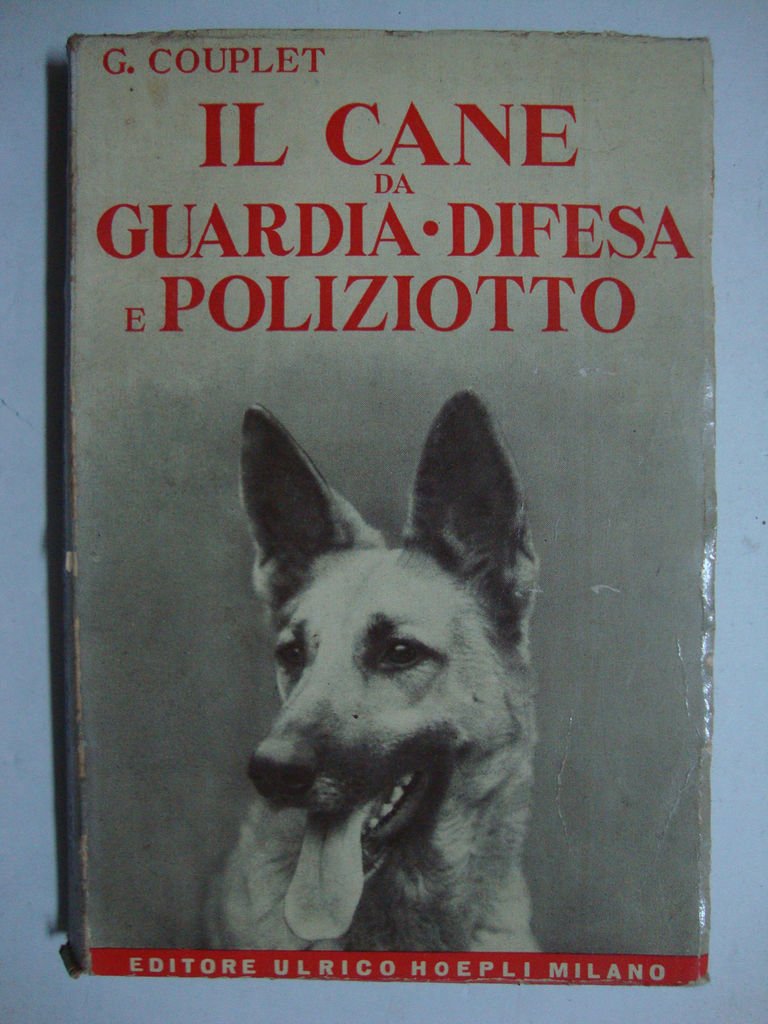 G. COUPLET
IL CANE
DA
GUARDIA • DIFESA
E POLIZIOTTO
EDITORE ULRICO HOEPLI MILANO